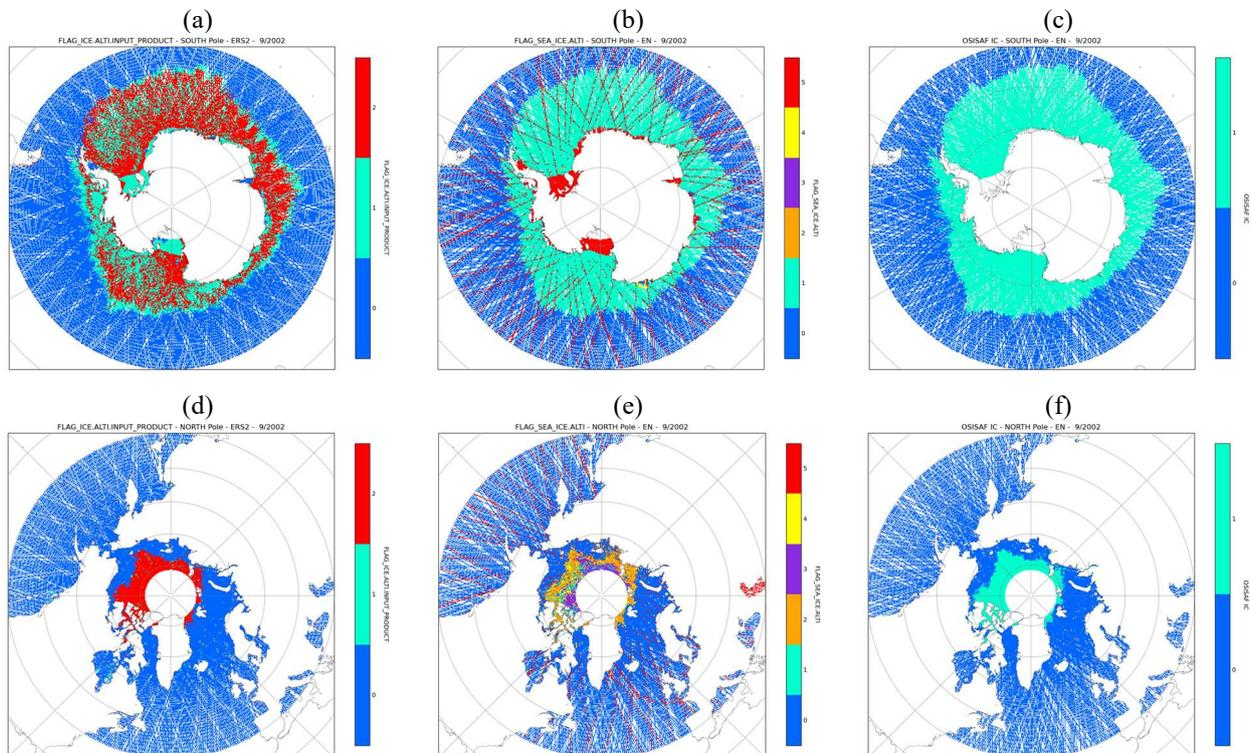 (a) (b) (c)
FLAG_ICE.ALTI.INPUT_PRODUCT - SOUTH Pole - ERS2 - 9/2002
FLAG_SEA_ICE.ALTI - SOUTH Pole - EN - 9/2002
OSISAF IC - SOUTH Pole - EN - 9/2002
2
1
0
FLAG_ICE.ALTI.INPUT_PRODUCT
5
4
3
2
1
0
FLAG_SEA_ICE.ALTI
1
0
OSISAF IC
(d) (e) (f)
FLAG_ICE.ALTI.INPUT_PRODUCT - NORTH Pole - ERS2 - 9/2002
FLAG_SEA_ICE.ALTI - NORTH Pole - EN - 9/2002
OSISAF IC - NORTH Pole - EN - 9/2002
2
1
0
FLAG_ICE.ALTI.INPUT_PRODUCT
5
4
3
2
1
0
FLAG_SEA_ICE.ALTI
1
0
OSISAF IC